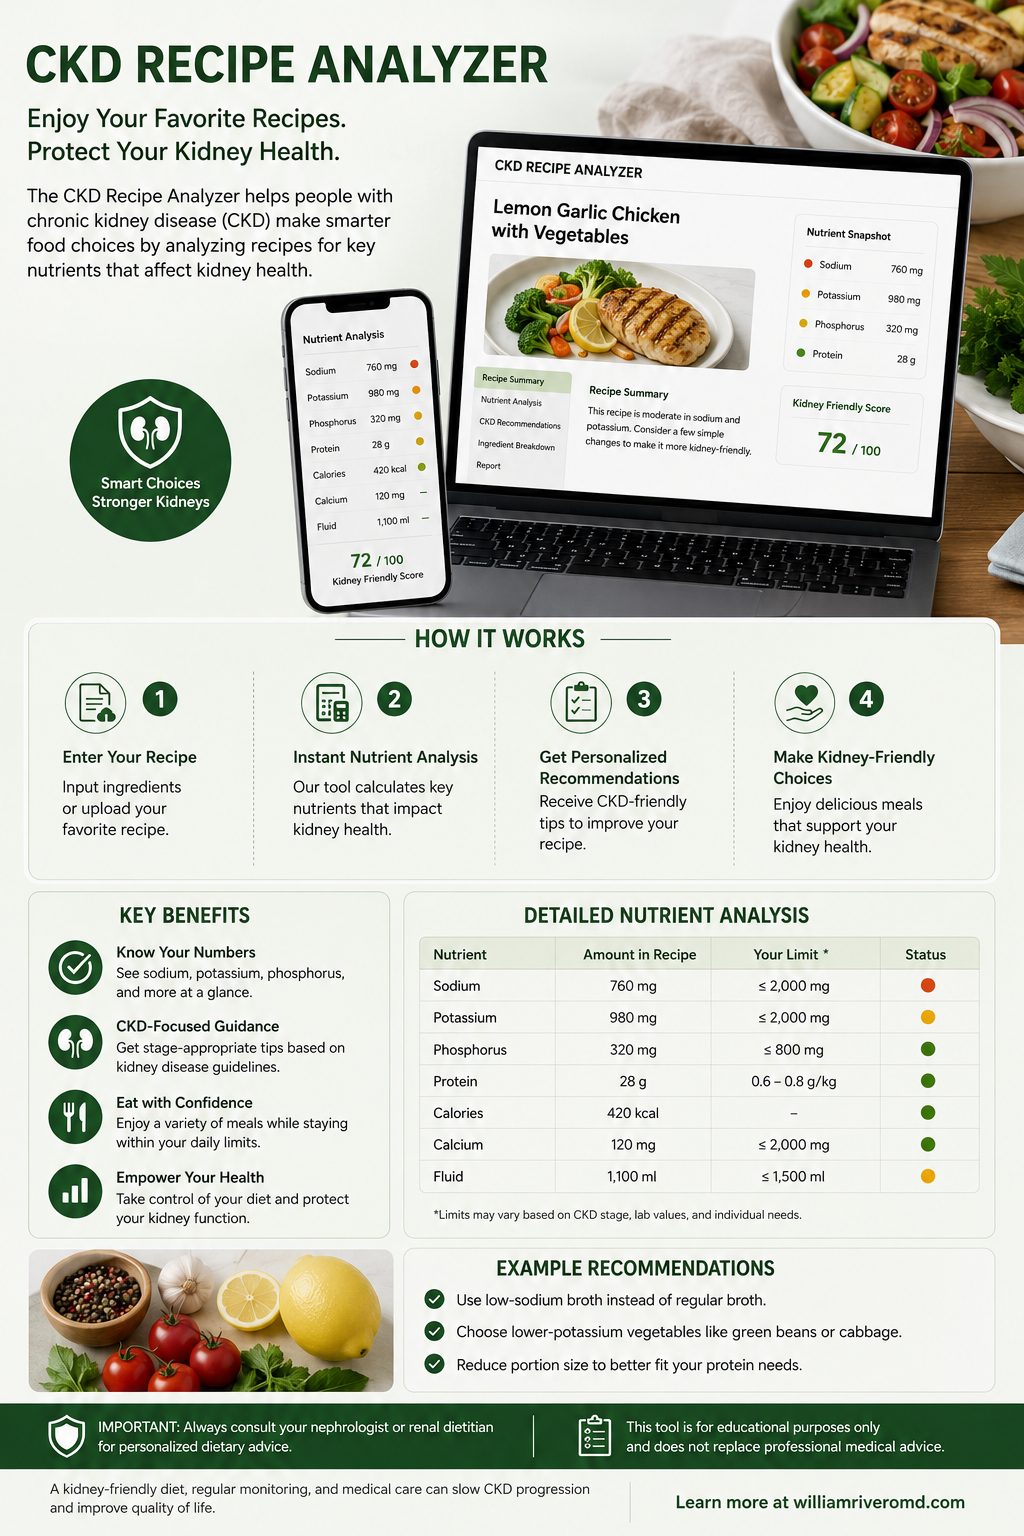 CKD RECIPE ANALYZER
Enjoy Your Favorite Recipes.
Protect Your Kidney Health.
The CKD Recipe Analyzer helps people with
chronic kidney disease (CKD) make smarter
food choices by analyzing recipes for key
nutrients that affect kidney health.
Smart Choices
Stronger Kidneys
Nutrient Analysis
Sodium 760 mg
Potassium 980 mg
Phosphorus 320 mg
Protein 28 g
Calories 420 kcal
Calcium 120 mg –
Fluid 1,100 ml –
72 / 100
Kidney Friendly Score
CKD RECIPE ANALYZER
Lemon Garlic Chicken
with Vegetables
Recipe Summary
Nutrient Analysis
CKD Recommendations
Ingredient Breakdown
Report
Recipe Summary
This recipe is moderate in sodium and
potassium. Consider a few simple
changes to make it more kidney-friendly.
Nutrient Snapshot
Sodium 760 mg
Potassium 980 mg
Phosphorus 320 mg
Protein 28 g
Kidney Friendly Score
72 / 100
HOW IT WORKS
1
Enter Your Recipe
Input ingredients
or upload your
favorite recipe.
2
Instant Nutrient Analysis
Our tool calculates key
nutrients that impact
kidney health.
3
Get Personalized
Recommendations
Receive CKD-friendly
tips to improve your
recipe.
4
Make Kidney-Friendly
Choices
Enjoy delicious meals
that support your
kidney health.
KEY BENEFITS
Know Your Numbers
See sodium, potassium, phosphorus,
and more at a glance.
CKD-Focused Guidance
Get stage-appropriate tips based on
kidney disease guidelines.
Eat with Confidence
Enjoy a variety of meals while staying
within your daily limits.
Empower Your Health
Take control of your diet and protect
your kidney function.
DETAILED NUTRIENT ANALYSIS
Nutrient Amount in Recipe Your Limit * Status
Sodium 760 mg ≤ 2,000 mg
Potassium 980 mg ≤ 2,000 mg
Phosphorus 320 mg ≤ 800 mg
Protein 28 g 0.6 – 0.8 g/kg
Calories 420 kcal –
Calcium 120 mg ≤ 2,000 mg
Fluid 1,100 ml ≤ 1,500 ml
*Limits may vary based on CKD stage, lab values, and individual needs.
EXAMPLE RECOMMENDATIONS
Use low-sodium broth instead of regular broth.
Choose lower-potassium vegetables like green beans or cabbage.
Reduce portion size to better fit your protein needs.
IMPORTANT: Always consult your nephrologist or renal dietitian
for personalized dietary advice.
This tool is for educational purposes only
and does not replace professional medical advice.
A kidney-friendly diet, regular monitoring, and medical care can slow CKD progression
and improve quality of life.
Learn more at williamriveromd.com